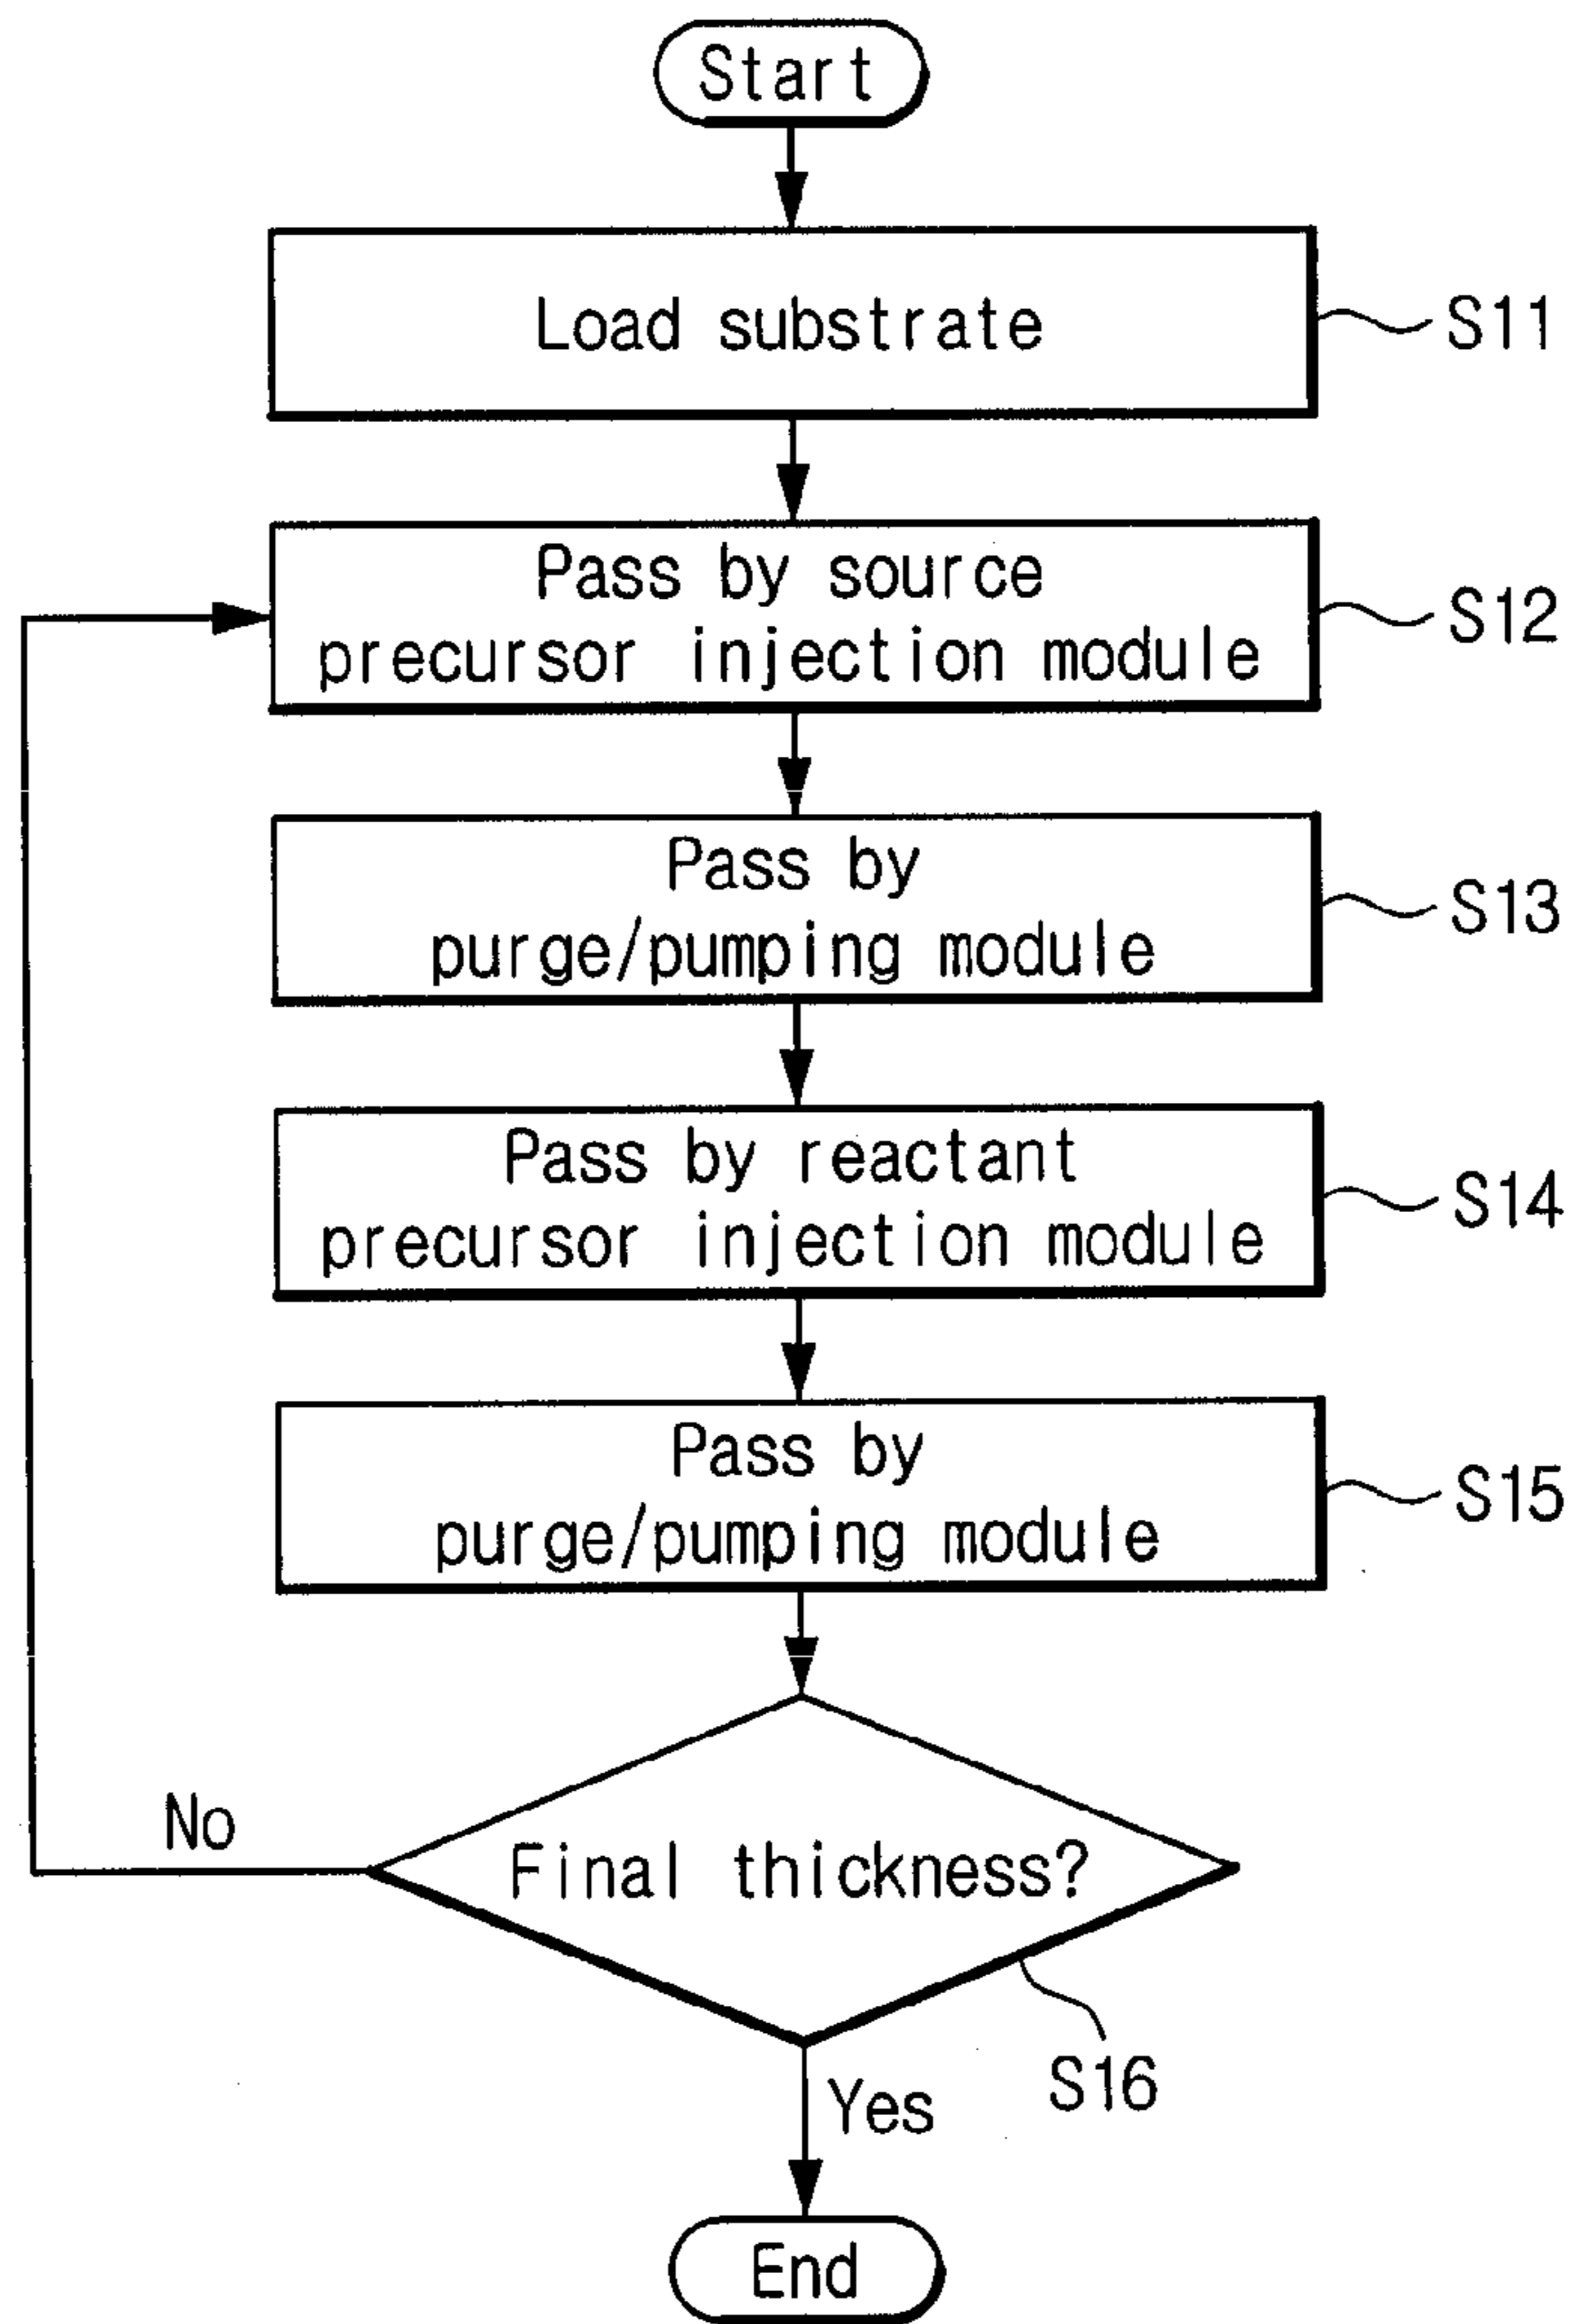 Start
Load substrate
S11
Pass by source
precursor injection module
S12
Pass by
purge/pumping module
S13
Pass by reactant
precursor injection module
S14
Pass by
purge/pumping module
S15
No
Final thickness?
S16
Yes
End